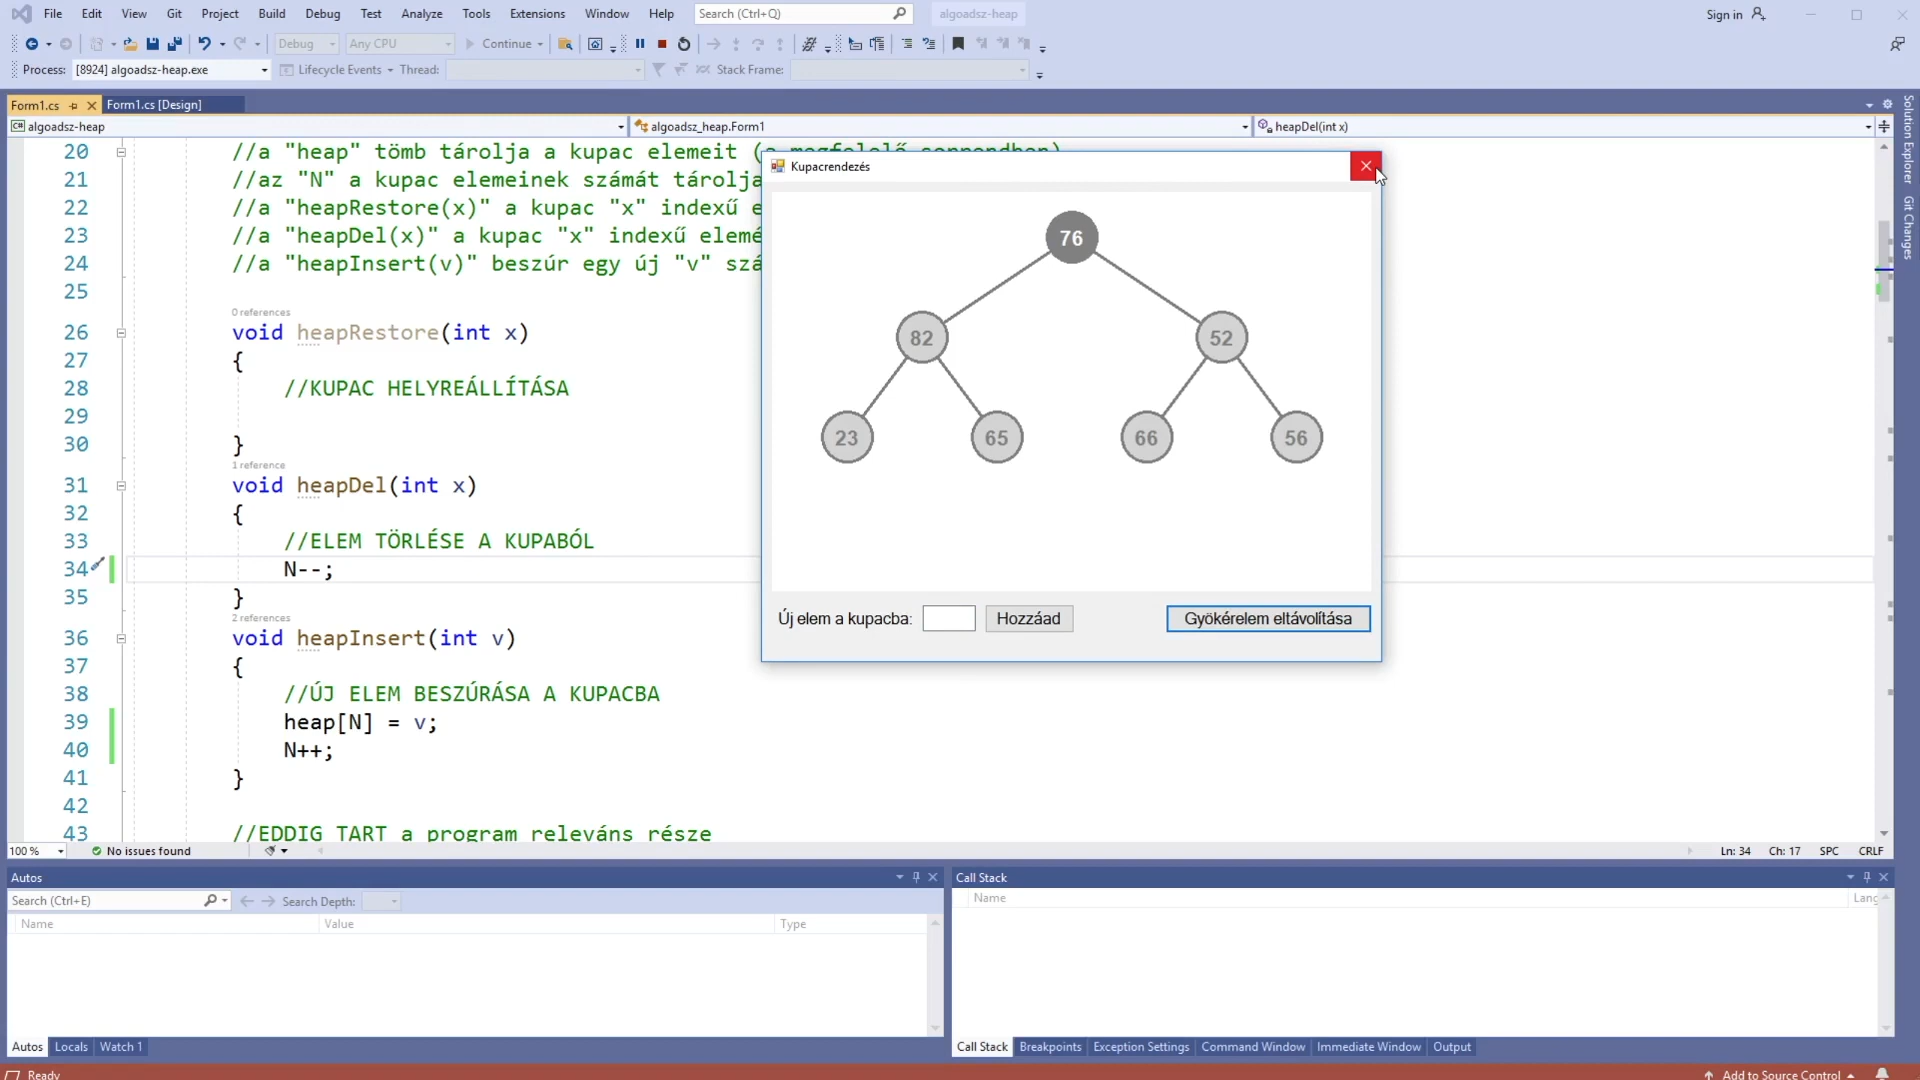 File Edit View Git Project Build Debug Test Analyze Tools Extensions Window Help Search (Ctrl+Q) algoadsz-heap Sign in
Debug Any CPU Continue
Process: [8924] algoadsz-heap.exe Lifecycle Events Thread: Stack Frame:
Form1.cs Form1.cs [Design]
C# algoadsz-heap algoadsz_heap.Form1 heapDel(int x)
Solution Explorer
Git Changes
20 //a "heap" tömb tárolja a kupac elemeit (a megfelelő sorrendben)
21 //az "N" a kupac elemeinek számát tárolja
22 //a "heapRestore(x)" a kupac "x" indexű e
23 //a "heapDel(x)" a kupac "x" indexű elemé
24 //a "heapInsert(v)" beszúr egy új "v" szá
25
0 references
26 void heapRestore(int x)
27 {
28 //KUPAC HELYREÁLLÍTÁSA
29
30 }
1 reference
31 void heapDel(int x)
32 {
33 //ELEM TÖRLÉSE A KUPABÓL
34 N--;
35 }
2 references
36 void heapInsert(int v)
37 {
38 //ÚJ ELEM BESZÚRÁSA A KUPACBA
39 heap[N] = v;
40 N++;
41 }
42
43 //EDDIG TART a program releváns része
Kupacrendezés
76
82 52
23 65 66 56
Új elem a kupacba: Hozzáad Gyökérelem eltávolítása
100 % No issues found Ln: 34 Ch: 17 SPC CRLF
Autos
Search (Ctrl+E) Search Depth:
Name Value Type
Autos Locals Watch 1
Call Stack
Name Lang
Call Stack Breakpoints Exception Settings Command Window Immediate Window Output
Ready Add to Source Control